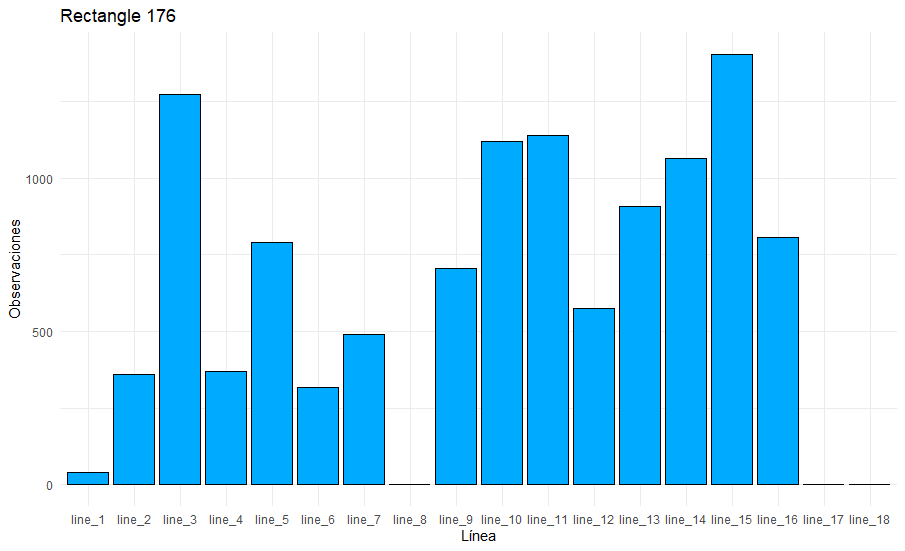 Rectangle 176
Observaciones
1000
500
0
line_1 line_2 line_3 line_4 line_5 line_6 line_7 line_8 line_9 line_10 line_11 line_12 line_13 line_14 line_15 line_16 line_17 line_18
Línea